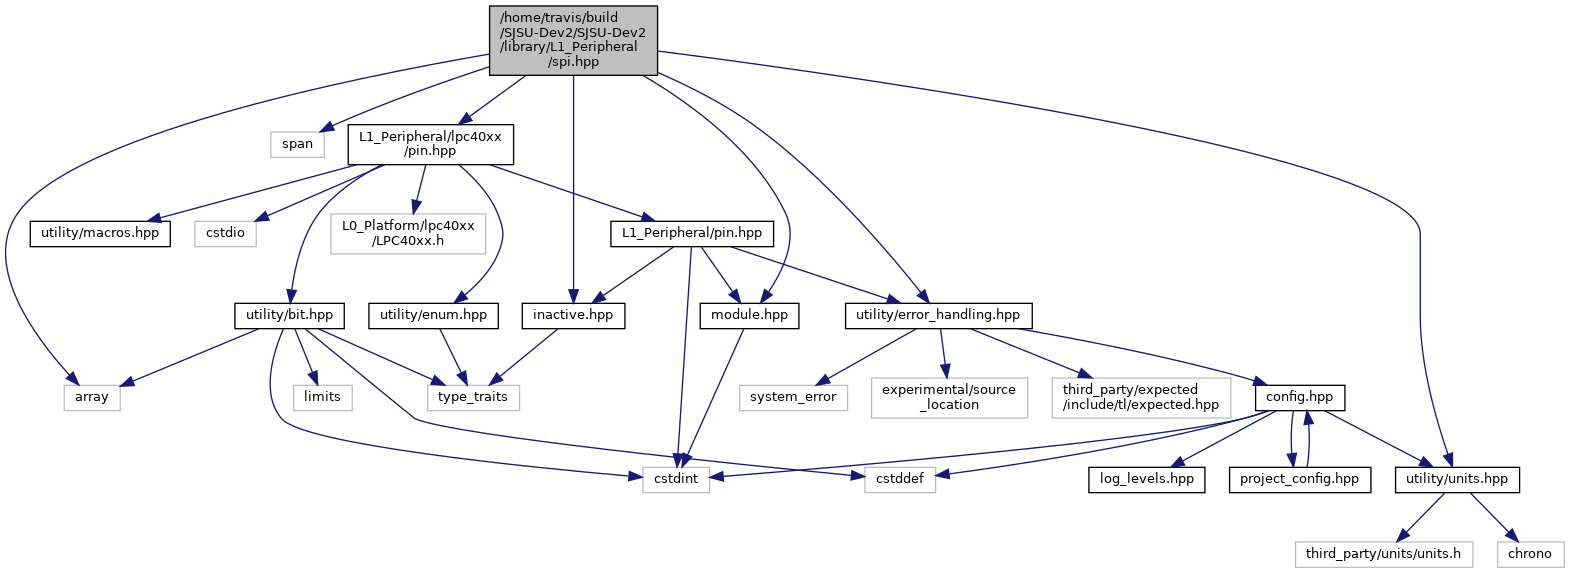 /home/travis/build
/SJSU-Dev2/SJSU-Dev2
/library/L1_Peripheral
/spi.hpp
span
L1_Peripheral/lpc40xx
/pin.hpp
utility/macros.hpp
cstdio
L0_Platform/lpc40xx
/LPC40xx.h
L1_Peripheral/pin.hpp
utility/bit.hpp
utility/enum.hpp
inactive.hpp
module.hpp
utility/error_handling.hpp
array
limits
type_traits
system_error
experimental/source
_location
third_party/expected
/include/tl/expected.hpp
config.hpp
cstdint
cstddef
log_levels.hpp
project_config.hpp
utility/units.hpp
third_party/units/units.h
chrono